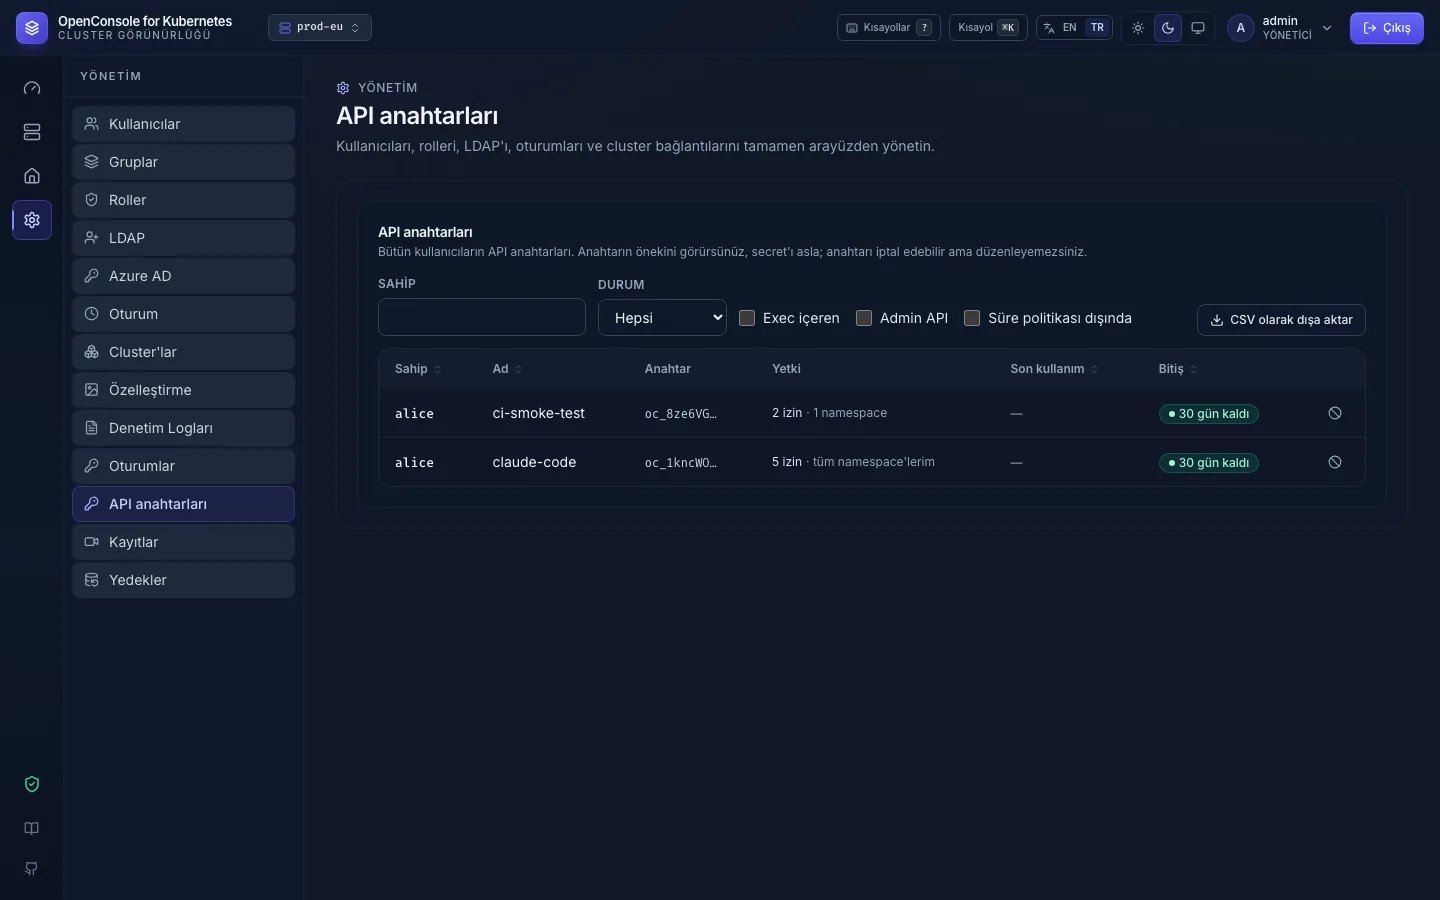 OpenConsole for Kubernetes
CLUSTER GÖRÜNÜRLÜĞÜ
prod-eu
Kısayollar ?
Kısayol ⌘K
EN TR
A
admin
YÖNETİCİ
Çıkış
YÖNETİM
Kullanıcılar
Gruplar
Roller
LDAP
Azure AD
Oturum
Cluster'lar
Özelleştirme
Denetim Logları
Oturumlar
API anahtarları
Kayıtlar
Yedekler
YÖNETİM
API anahtarları
Kullanıcıları, rolleri, LDAP'ı, oturumları ve cluster bağlantılarını tamamen arayüzden yönetin.
API anahtarları
Bütün kullanıcıların API anahtarları. Anahtarın önekini görürsünüz, secret'ı asla; anahtarı iptal edebilir ama düzenleyemezsiniz.
SAHİP
DURUM
Hepsi
Exec içeren
Admin API
Süre politikası dışında
CSV olarak dışa aktar
Sahip Ad Anahtar Yetki Son kullanım Bitiş
alice ci-smoke-test oc_8ze6VG… 2 izin · 1 namespace — 30 gün kaldı
alice claude-code oc_1kncWO… 5 izin · tüm namespace'lerim — 30 gün kaldı